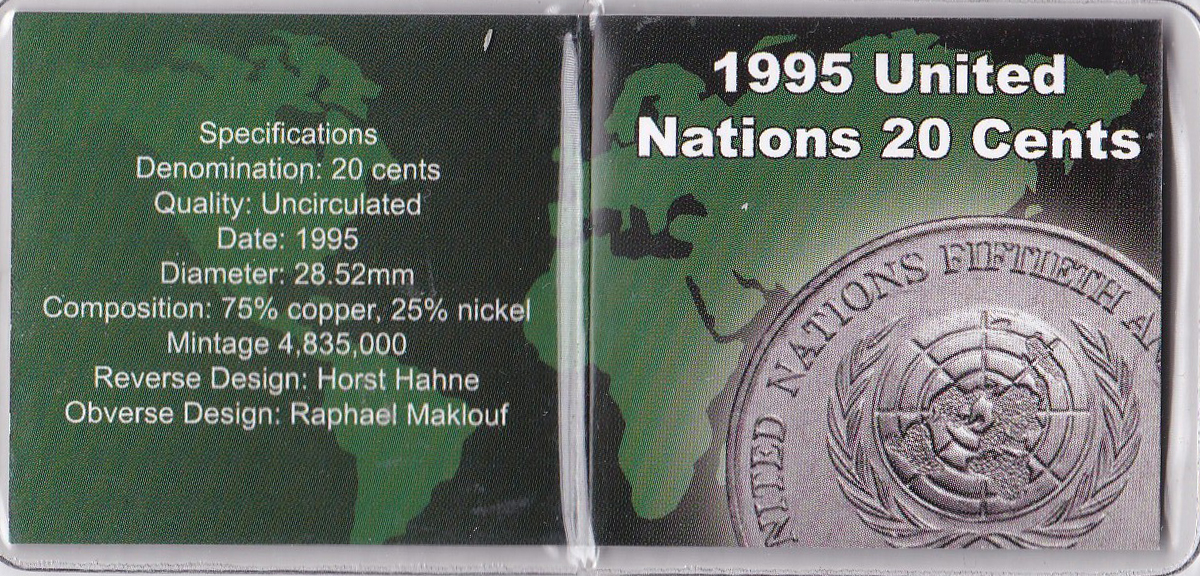 Specifications
Denomination: 20 cents
Quality: Uncirculated
Date: 1995
Diameter: 28.52mm
Composition: 75% copper, 25% nickel
Mintage 4,835,000
Reverse Design: Horst Hahne
Obverse Design: Raphael Maklouf
1995 United
Nations 20 Cents
NITED NATIONS FIFTIETH A